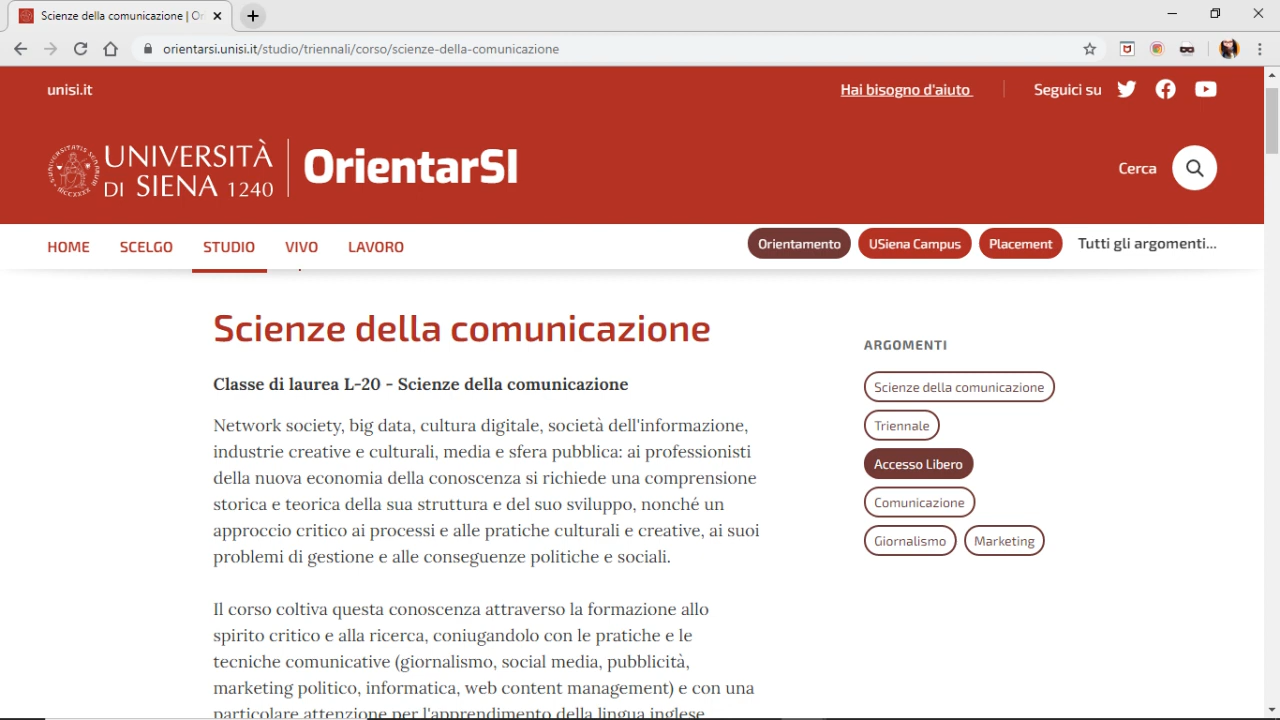 Scienze della comunicazione | O
orientarsi.unisi.it/studio/triennali/corso/scienze-della-comunicazione
unisi.it
Hai bisogno d'aiuto
Seguici su
UNIVERSITÀ
DI SIENA 1240
OrientarSI
Cerca
HOME SCELGO STUDIO VIVO LAVORO
Orientamento USiena Campus Placement Tutti gli argomenti...
Scienze della comunicazione
Classe di laurea L-20 - Scienze della comunicazione
Network society, big data, cultura digitale, società dell'informazione,
industrie creative e culturali, media e sfera pubblica: ai professionisti
della nuova economia della conoscenza si richiede una comprensione
storica e teorica della sua struttura e del suo sviluppo, nonché un
approccio critico ai processi e alle pratiche culturali e creative, ai suoi
problemi di gestione e alle conseguenze politiche e sociali.
Il corso coltiva questa conoscenza attraverso la formazione allo
spirito critico e alla ricerca, coniugandolo con le pratiche e le
tecniche comunicative (giornalismo, social media, pubblicità,
marketing politico, informatica, web content management) e con una
particolare attenzione per l'apprendimento della lingua inglese
ARGOMENTI
Scienze della comunicazione
Triennale
Accesso Libero
Comunicazione
Giornalismo Marketing